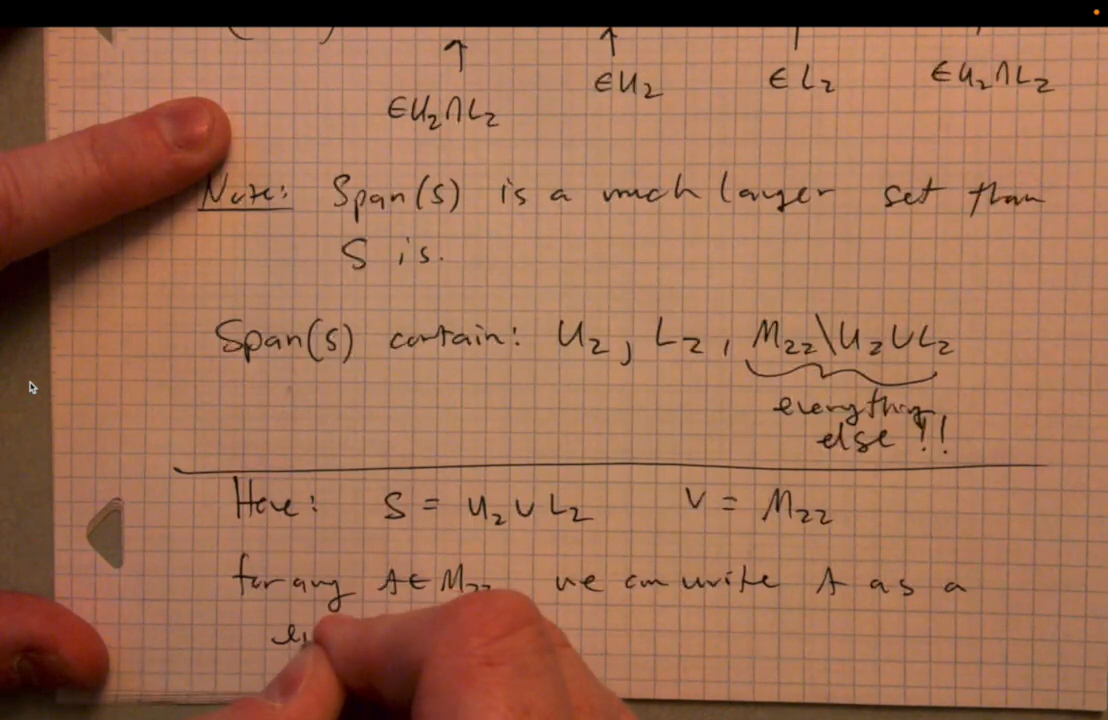 ↑ ↑
∈U₂ ∈L₂ ∈U₂∩L₂
∈U₂∩L₂
Note: Span(S) is a much larger set than
S is.
Span(S) contain: U₂, L₂, M₂₂\U₂∪L₂
everything
else !!
Here: S = U₂∪L₂ V = M₂₂
for any A∈M₂₂ we can write A as a